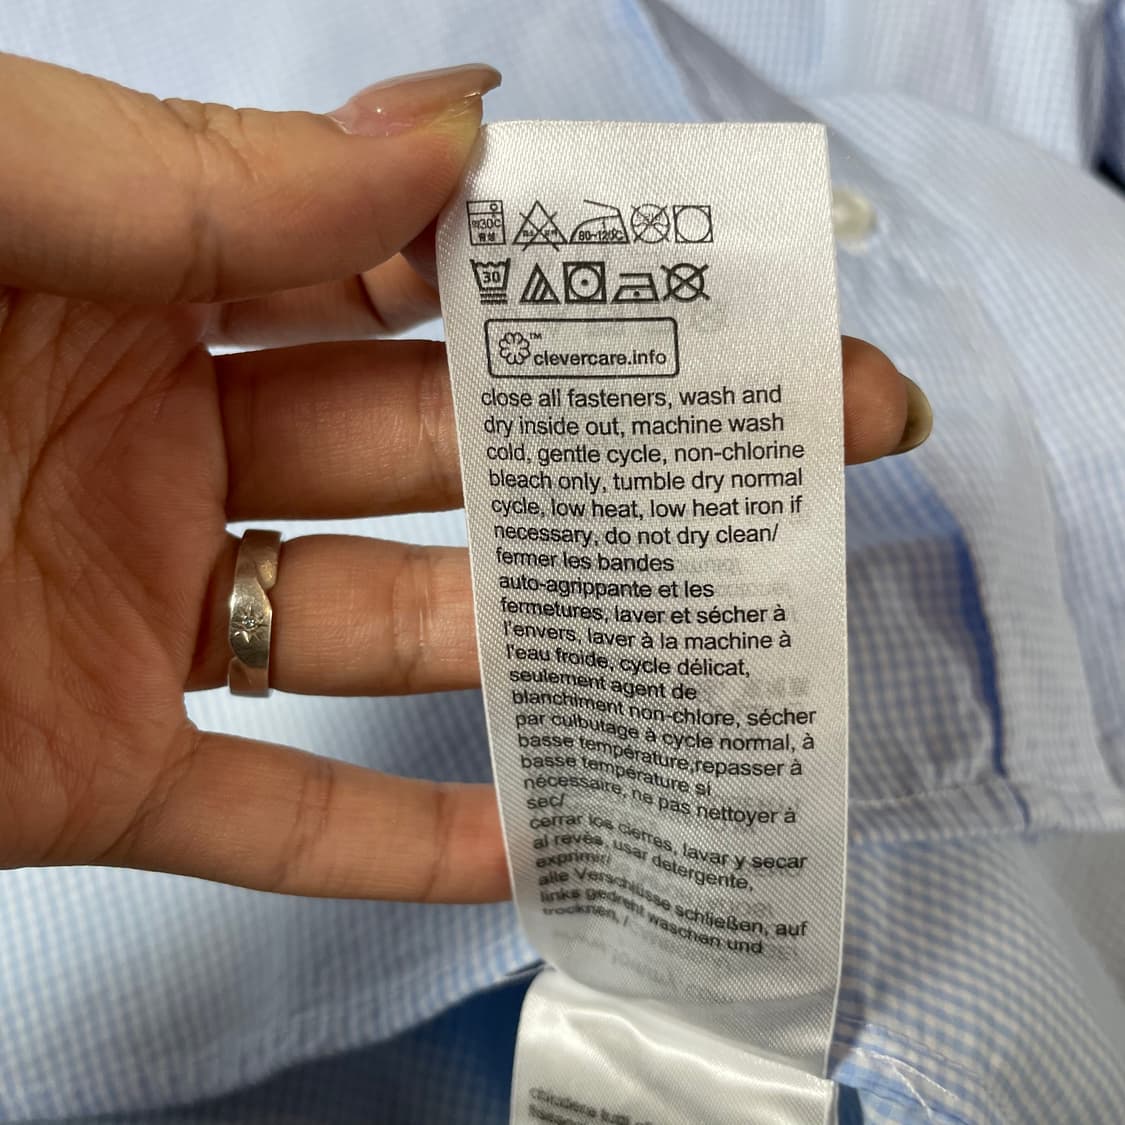 80~120℃
30
™
clevercare.info
close all fasteners, wash and
dry inside out, machine wash
cold, gentle cycle, non-chlorine
bleach only, tumble dry normal
cycle, low heat, low heat iron if
necessary, do not dry clean/
fermer les bandes
auto-agrippante et les
fermetures, laver et sécher à
l'envers, laver à la machine à
l'eau froide, cycle délicat,
seulement agent de
blanchiment non-chlore, sécher
par culbutage à cycle normal, à
basse température,repasser à
basse température si
nécessaire, ne pas nettoyer à
sec/
cerrar los cierres, lavar y secar
al revés, usar detergente,
exprimir/
alle Verschlüsse schließen, auf
links gedreht waschen und
trocknen, /